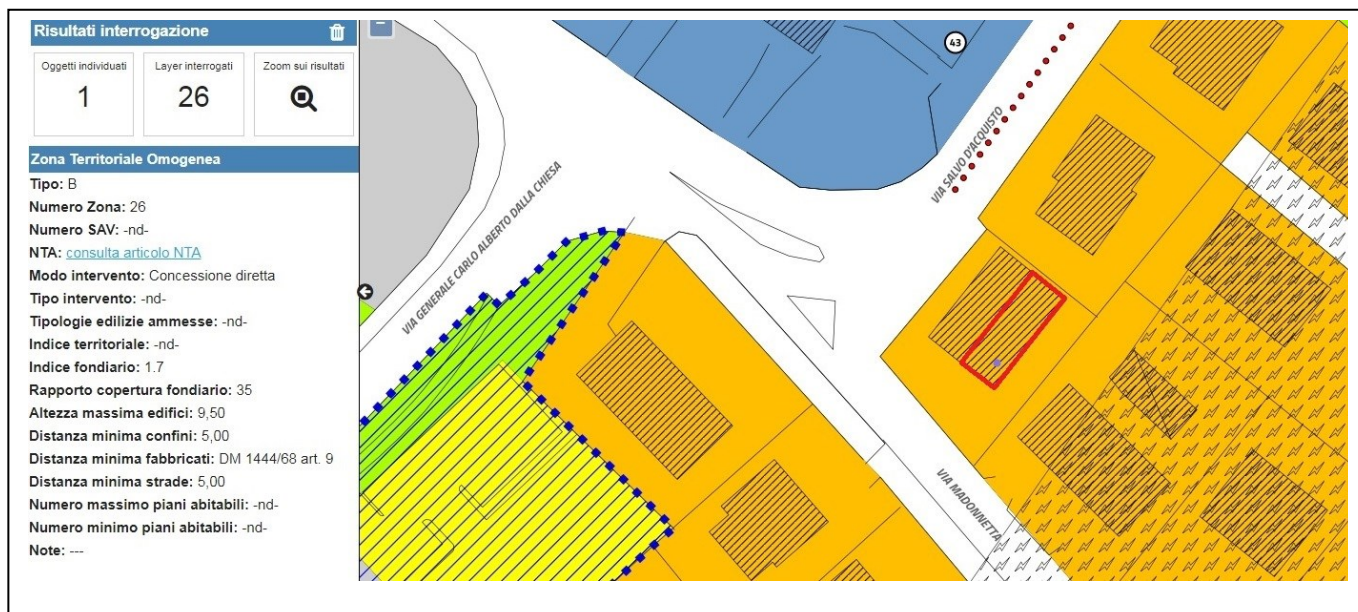 Risultati interrogazione
Oggetti individuati
1
Layer interrogati
26
Zoom sui risultati
Zona Territoriale Omogenea
Tipo: B
Numero Zona: 26
Numero SAV: -nd-
NTA: consulta articolo NTA
Modo intervento: Concessione diretta
Tipo intervento: -nd-
Tipologie edilizie ammesse: -nd-
Indice territoriale: -nd-
Indice fondiario: 1.7
Rapporto copertura fondiario: 35
Altezza massima edifici: 9,50
Distanza minima confini: 5,00
Distanza minima fabbricati: DM 1444/68 art. 9
Distanza minima strade: 5,00
Numero massimo piani abitabili: -nd-
Numero minimo piani abitabili: -nd-
Note: ---
43
VIA SALVO D'ACQUISTO
VIA GENERALE CARLO ALBERTO DALLA CHIESA
VIA MADONNETTA